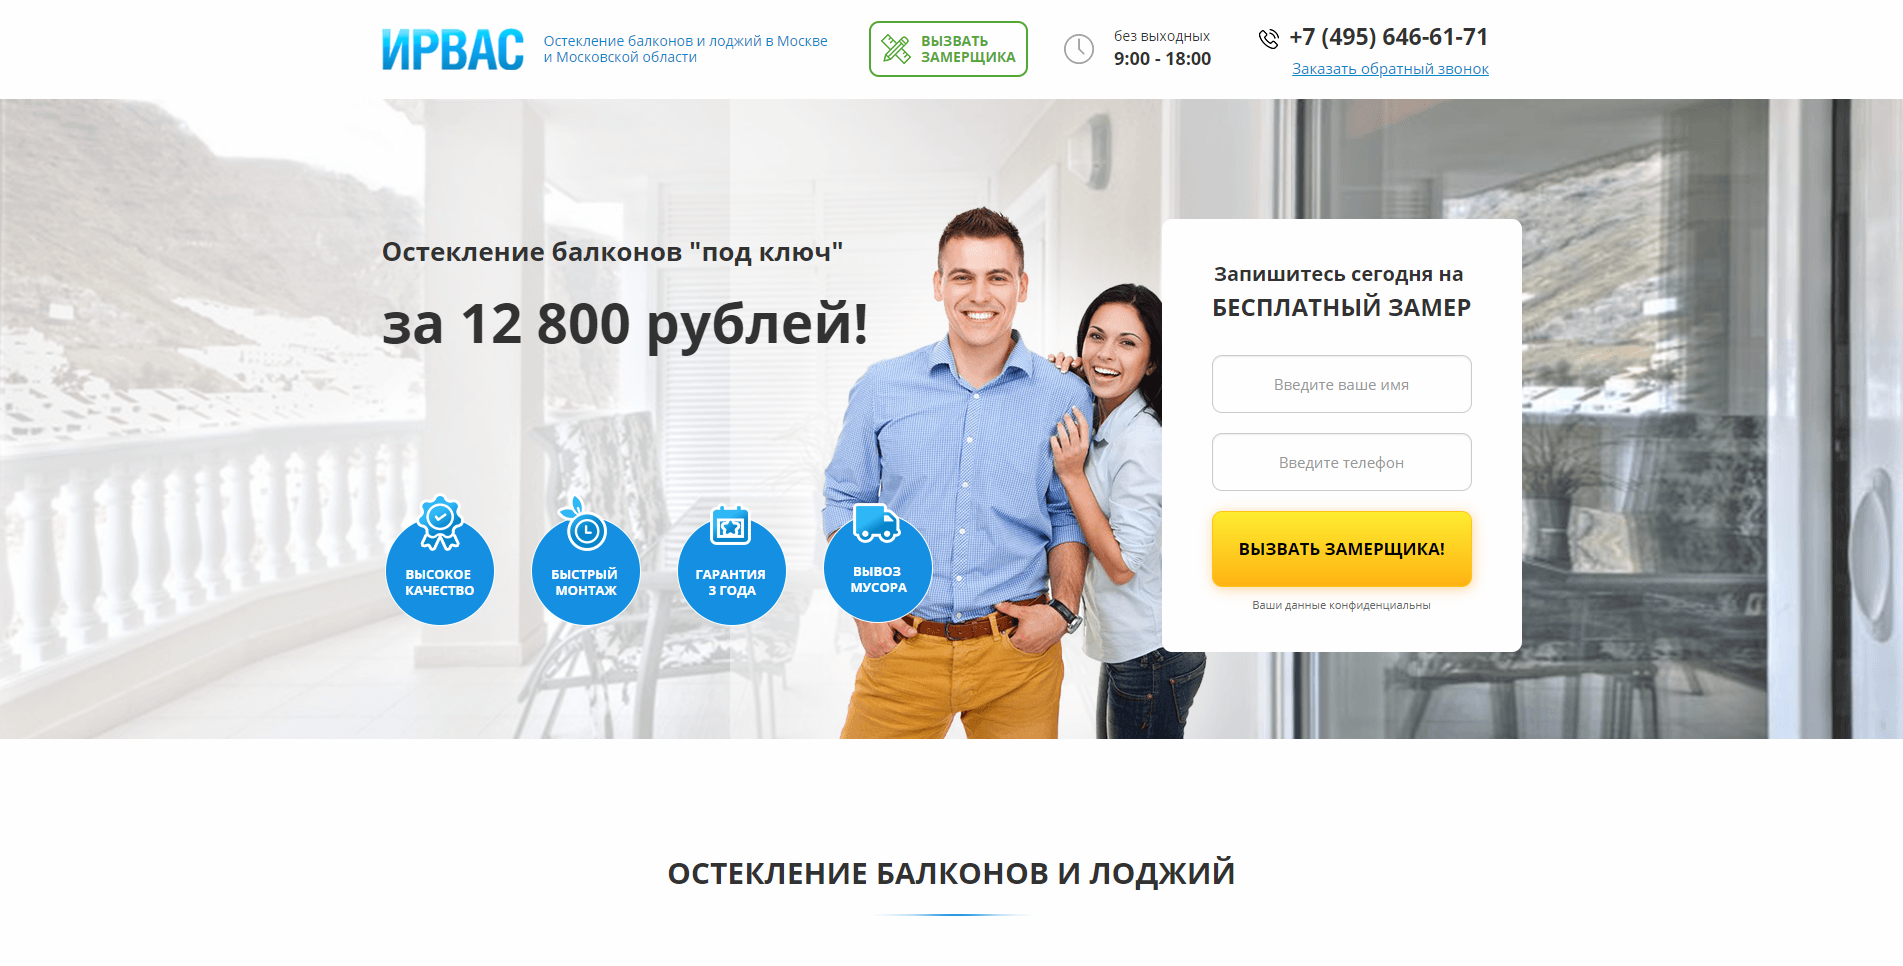 ИРВАС
Остекление балконов и лоджий в Москве
и Московской области
ВЫЗВАТЬ
ЗАМЕРЩИКА
без выходных
9:00 - 18:00
+7 (495) 646-61-71
Заказать обратный звонок
Остекление балконов "под ключ"
за 12 800 рублей!
ВЫСОКОЕ
КАЧЕСТВО
БЫСТРЫЙ
МОНТАЖ
ГАРАНТИЯ
3 ГОДА
ВЫВОЗ
МУСОРА
Запишитесь сегодня на
БЕСПЛАТНЫЙ ЗАМЕР
Введите ваше имя
Введите телефон
ВЫЗВАТЬ ЗАМЕРЩИКА!
Ваши данные конфиденциальны
ОСТЕКЛЕНИЕ БАЛКОНОВ И ЛОДЖИЙ